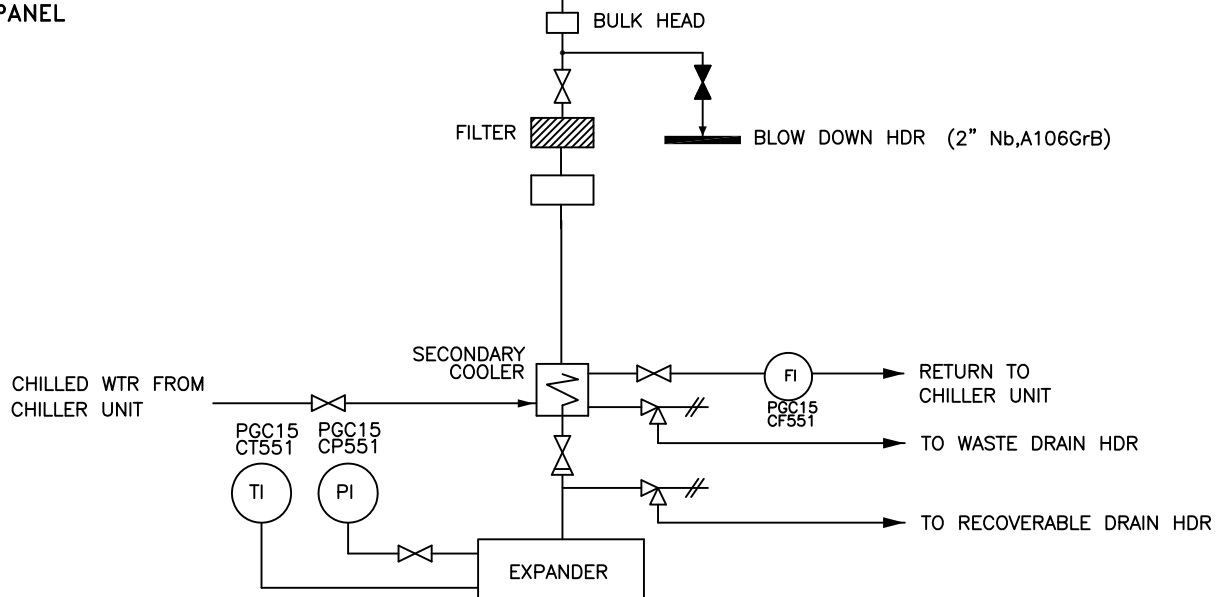 PANEL
BULK HEAD
FILTER
BLOW DOWN HDR (2" Nb,A106GrB)
SECONDARY
COOLER
CHILLED WTR FROM
CHILLER UNIT
FI
PGC15
CF551
RETURN TO
CHILLER UNIT
PGC15
CT551
PGC15
CP551
TO WASTE DRAIN HDR
TI
PI
TO RECOVERABLE DRAIN HDR
EXPANDER